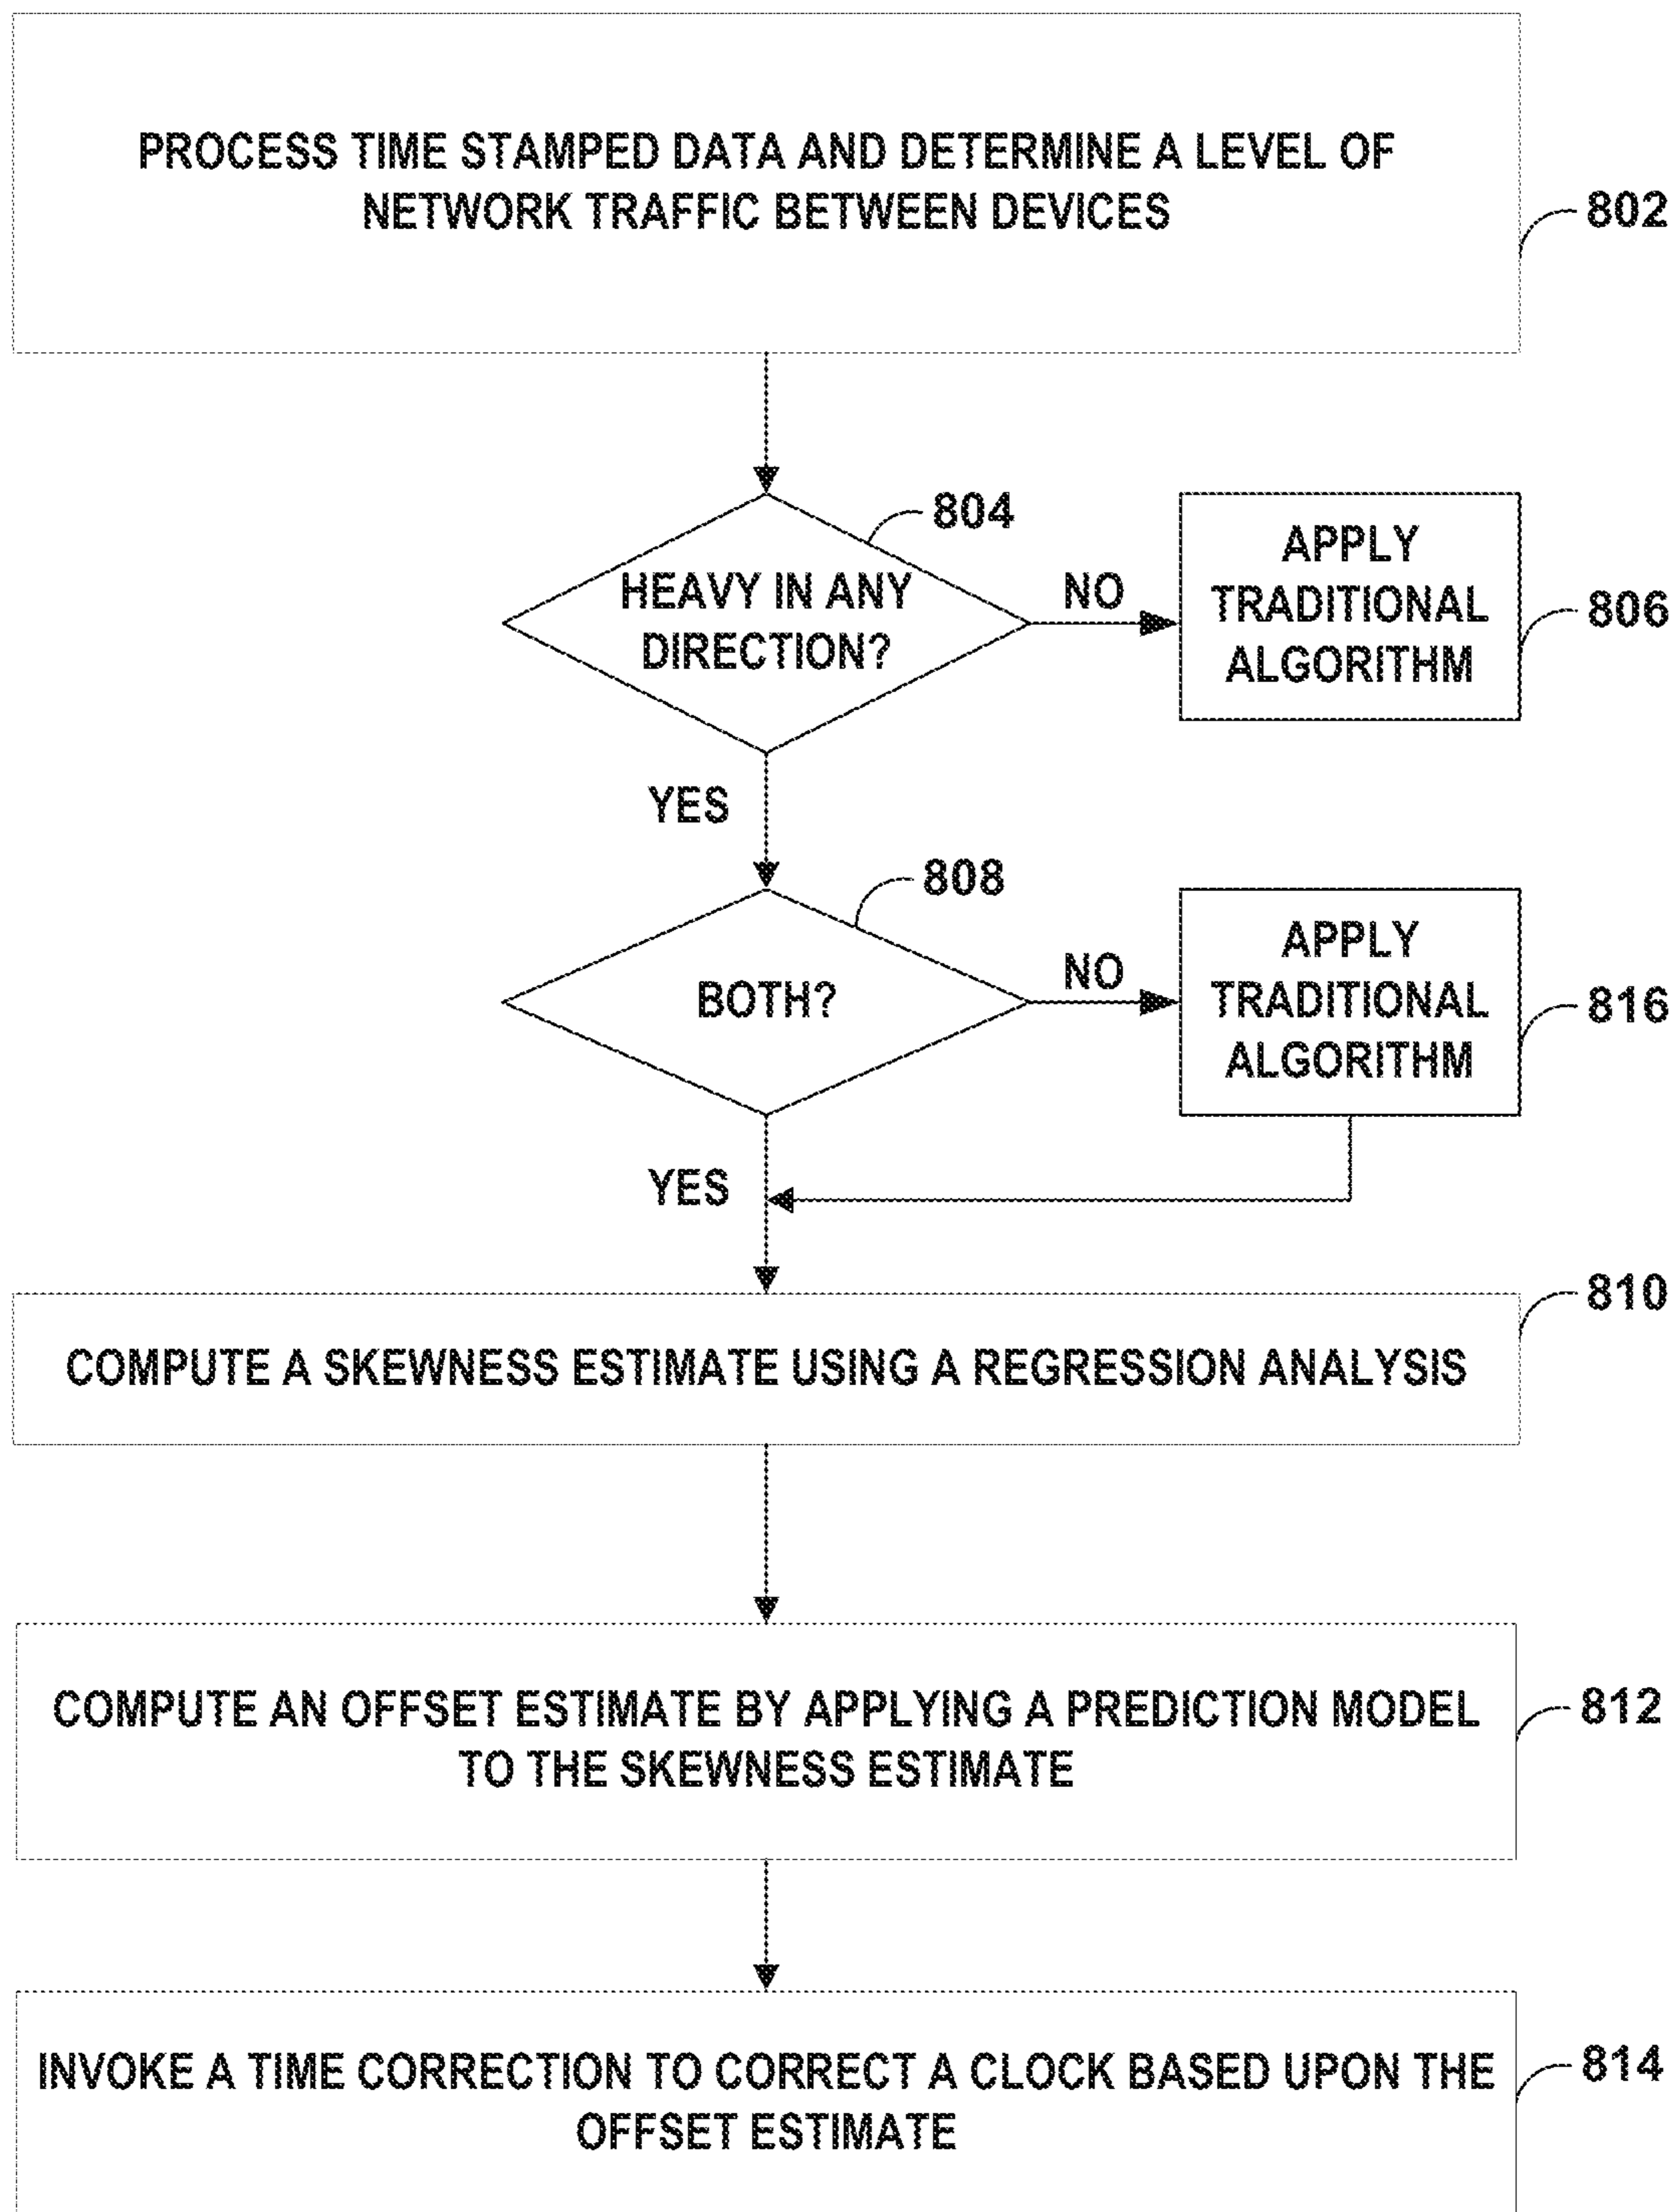 PROCESS TIME STAMPED DATA AND DETERMINE A LEVEL OF
NETWORK TRAFFIC BETWEEN DEVICES
802
804
HEAVY IN ANY
DIRECTION?
NO
APPLY
TRADITIONAL
ALGORITHM
806
YES
808
BOTH?
NO
APPLY
TRADITIONAL
ALGORITHM
816
YES
810
COMPUTE A SKEWNESS ESTIMATE USING A REGRESSION ANALYSIS
COMPUTE AN OFFSET ESTIMATE BY APPLYING A PREDICTION MODEL
TO THE SKEWNESS ESTIMATE
812
INVOKE A TIME CORRECTION TO CORRECT A CLOCK BASED UPON THE
OFFSET ESTIMATE
814